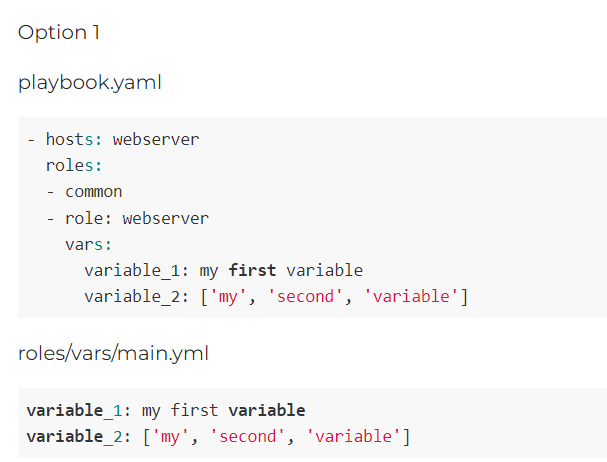 Option 1
playbook.yaml
- hosts: webserver
  roles:
  - common
  - role: webserver
    vars:
      variable_1: my first variable
      variable_2: ['my', 'second', 'variable']
roles/vars/main.yml
variable_1: my first variable
variable_2: ['my', 'second', 'variable']